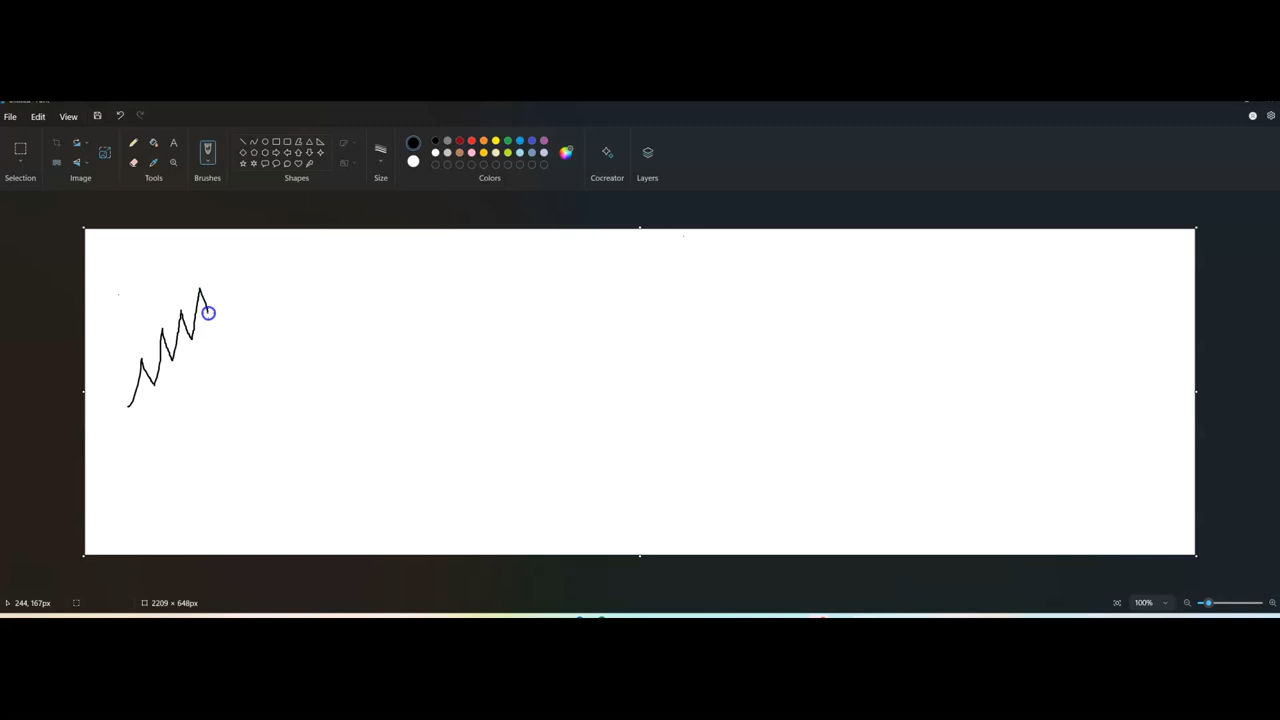 File Edit View
Selection Image Tools Brushes Shapes Size Colors Cocreator Layers
244, 167px 2209 × 648px 100%